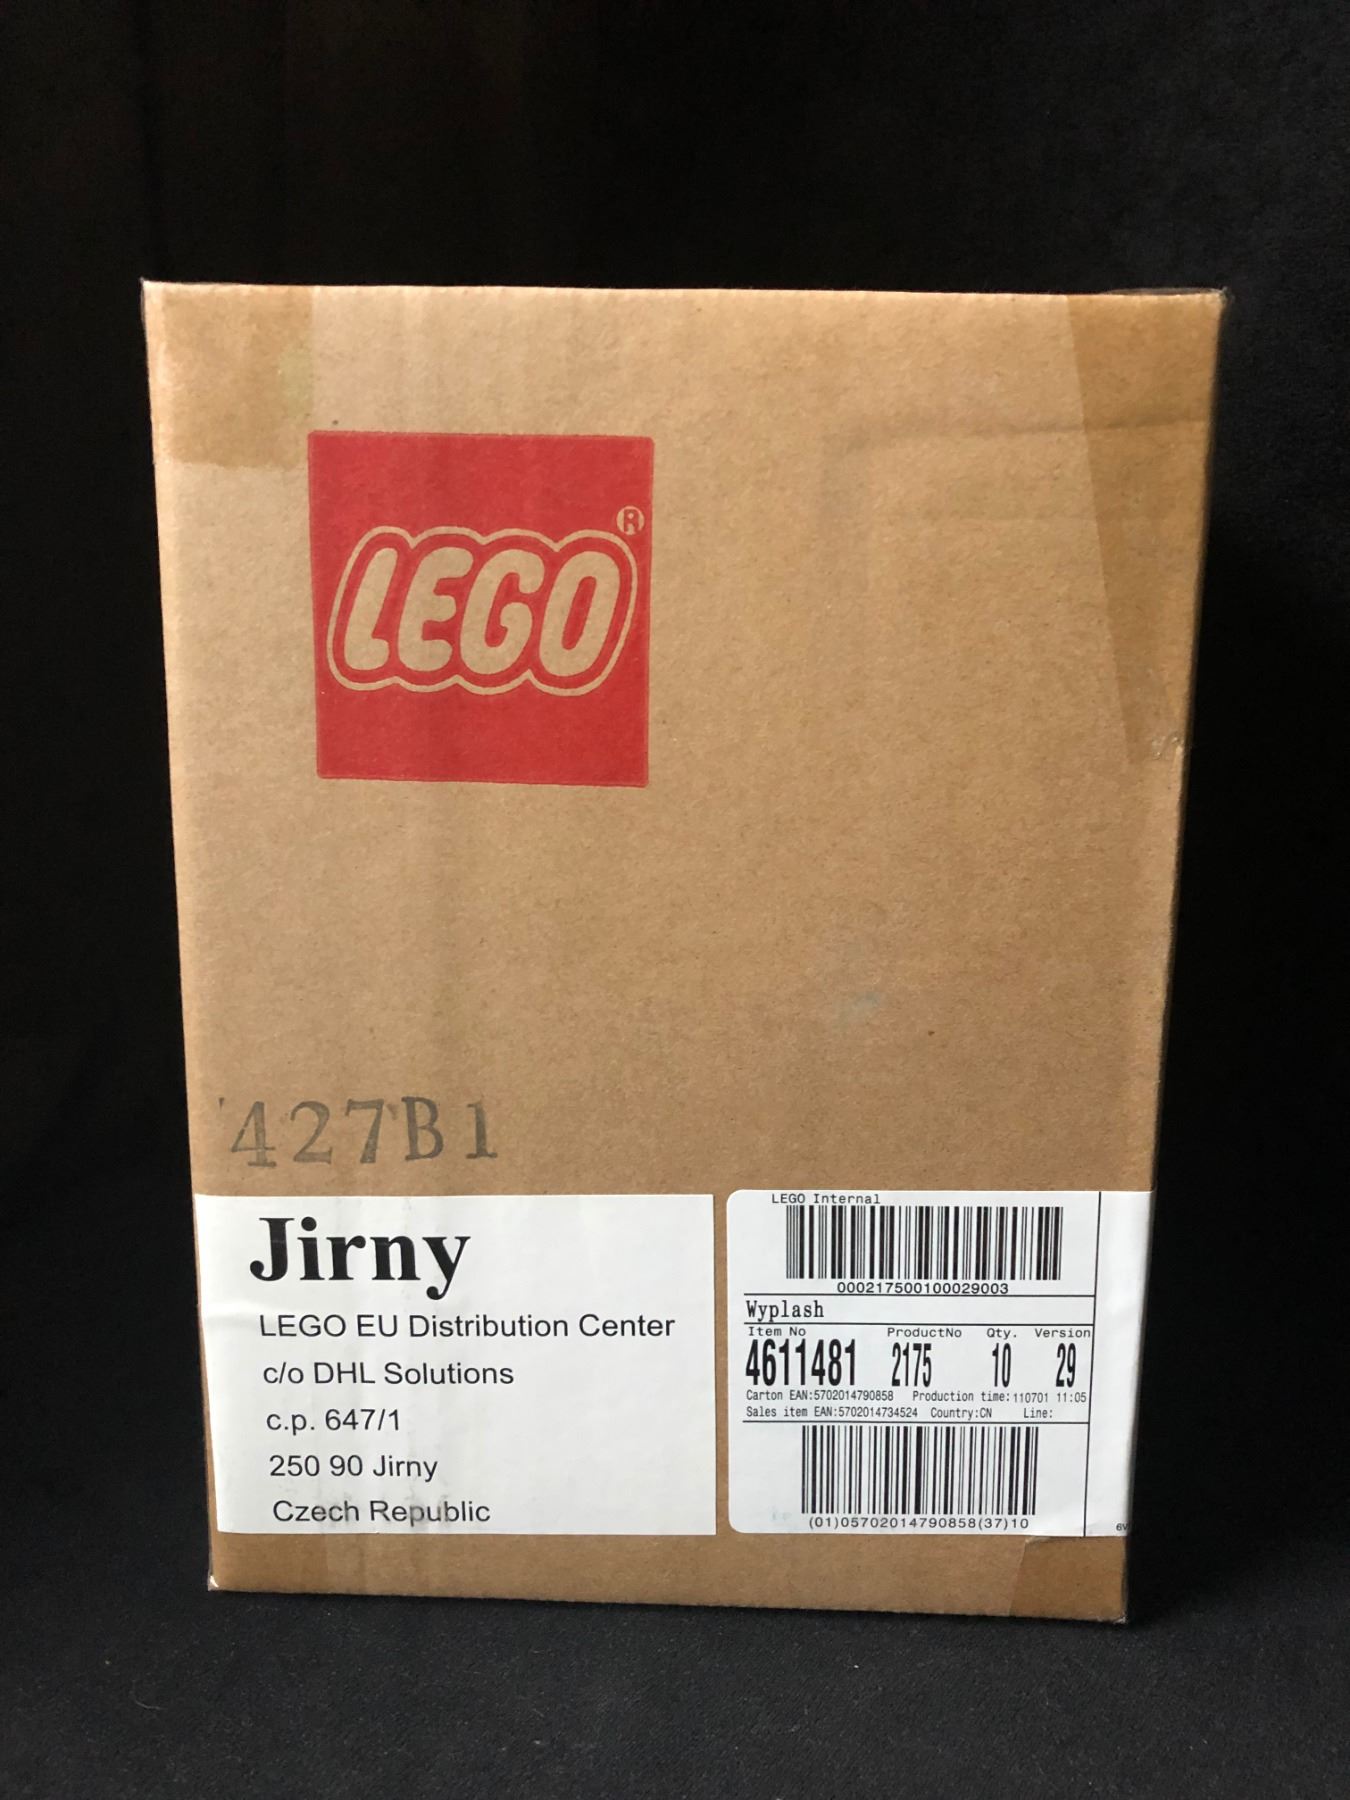 LEGO®
427B1
Jirny
LEGO EU Distribution Center
c/o DHL Solutions
c.p. 647/1
250 90 Jirny
Czech Republic
LEGO Internal
000217500100029003
Wyplash
Item No ProductNo Qty. Version
4611481 2175 10 29
Carton EAN:5702014790858 Production time:110701 11:05
Sales item EAN:5702014734524 Country:CN Line:
(01)05702014790858(37)10